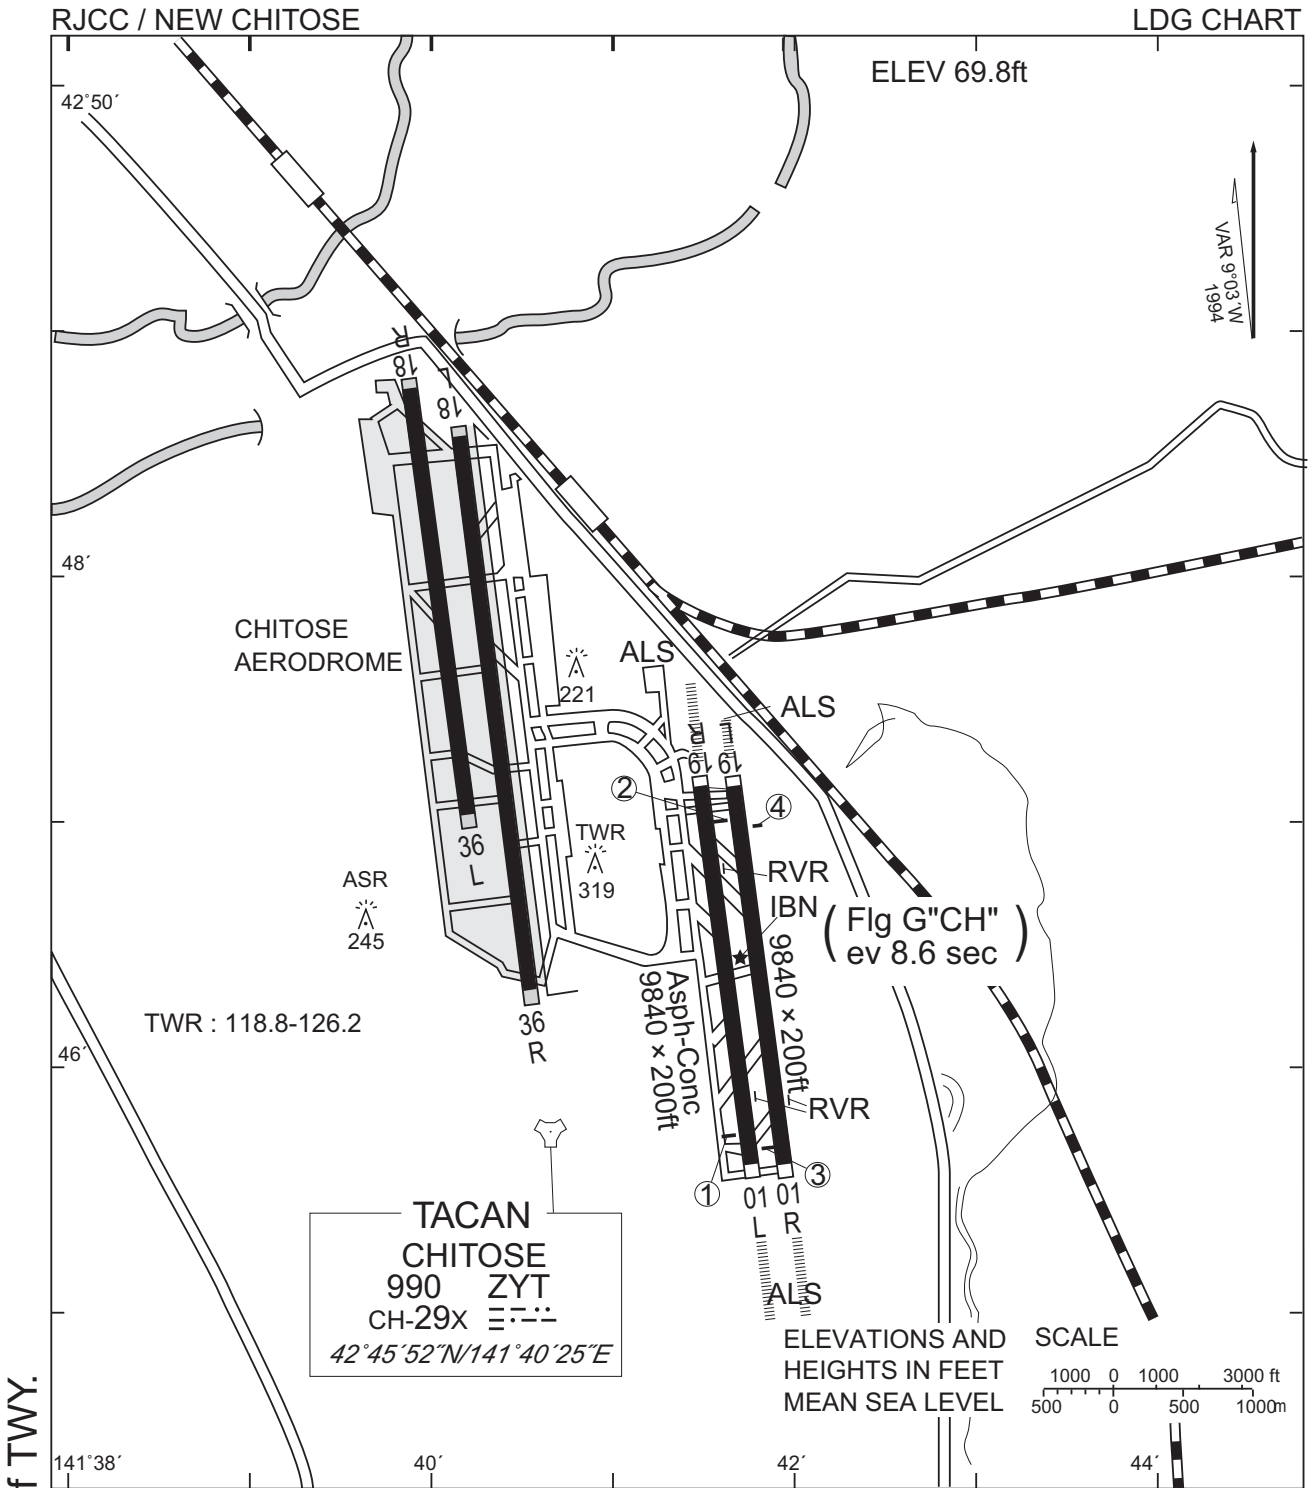 RJCC / NEW CHITOSE
LDG CHART
ELEV 69.8ft
42°50´
VAR 9°03´W
1994
18
R
18
L
48´
CHITOSE
AERODROME
221
ALS
ALS
19
R
19
L
②
④
TWR
319
RVR
IBN
( Flg G"CH" )
ev 8.6 sec
36
L
ASR
245
9840 × 200ft
Asph-Conc
9840 × 200ft
TWR : 118.8-126.2
36
R
46´
RVR
①
③
01
L
01
R
ALS
TACAN
CHITOSE
990 ZYT
CH-29X
42°45´52˝N/141°40´25˝E
ELEVATIONS AND
HEIGHTS IN FEET
MEAN SEA LEVEL
SCALE
1000 0 1000 3000 ft
500 0 500 1000m
f TWY.
141°38´
40´
42´
44´